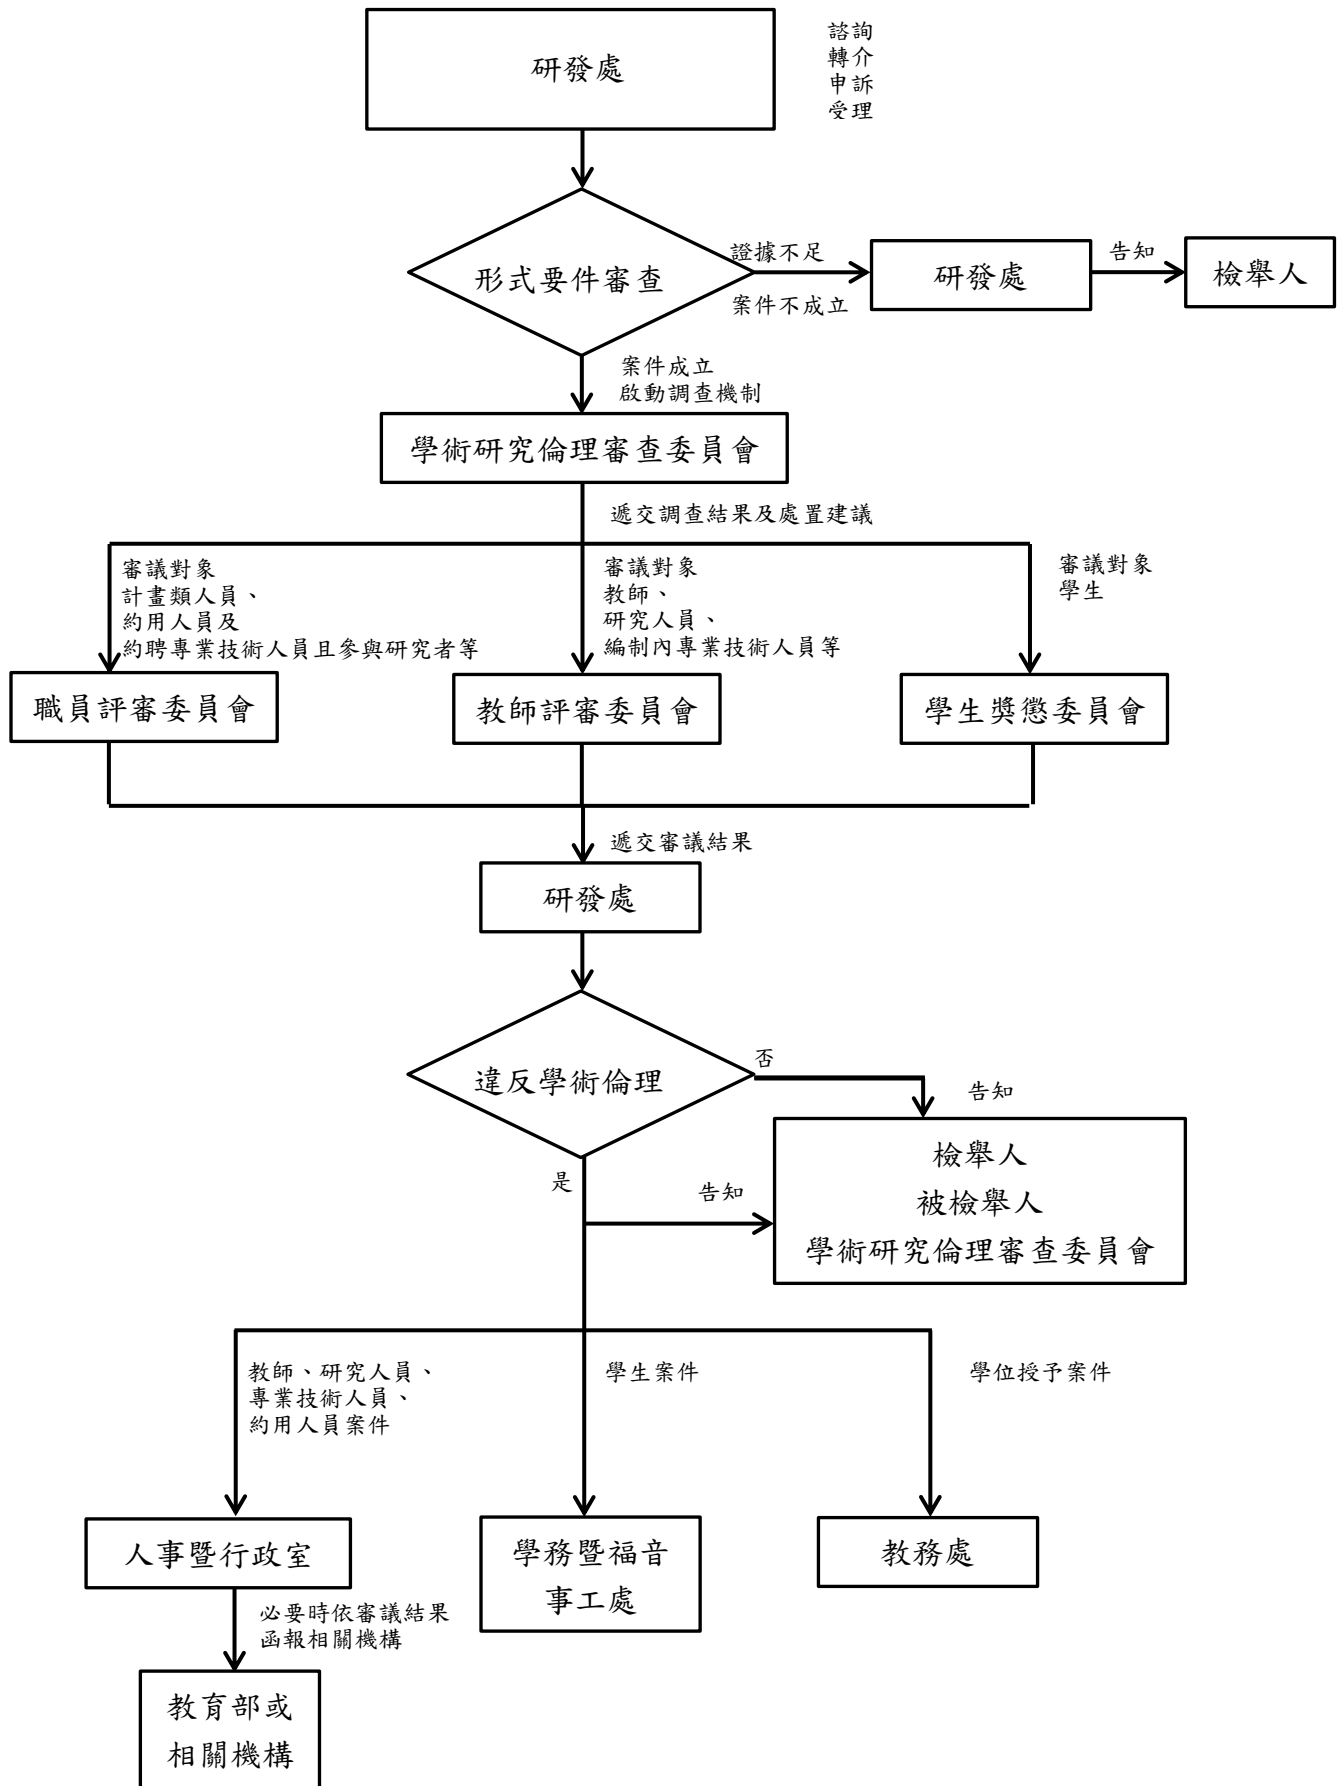 研發處
諮詢
轉介
申訴
受理
形式要件審查
證據不足
案件不成立
研發處
告知
檢舉人
案件成立
啟動調查機制
學術研究倫理審查委員會
遞交調查結果及處置建議
審議對象
計畫類人員、
約用人員及
約聘專業技術人員且參與研究者等
審議對象
教師、
研究人員、
編制內專業技術人員等
審議對象
學生
職員評審委員會
教師評審委員會
學生獎懲委員會
遞交審議結果
研發處
違反學術倫理
否
告知
檢舉人
被檢舉人
學術研究倫理審查委員會
是
告知
教師、研究人員、
專業技術人員、
約用人員案件
學生案件
學位授予案件
人事暨行政室
學務暨福音
事工處
教務處
必要時依審議結果
函報相關機構
教育部或
相關機構